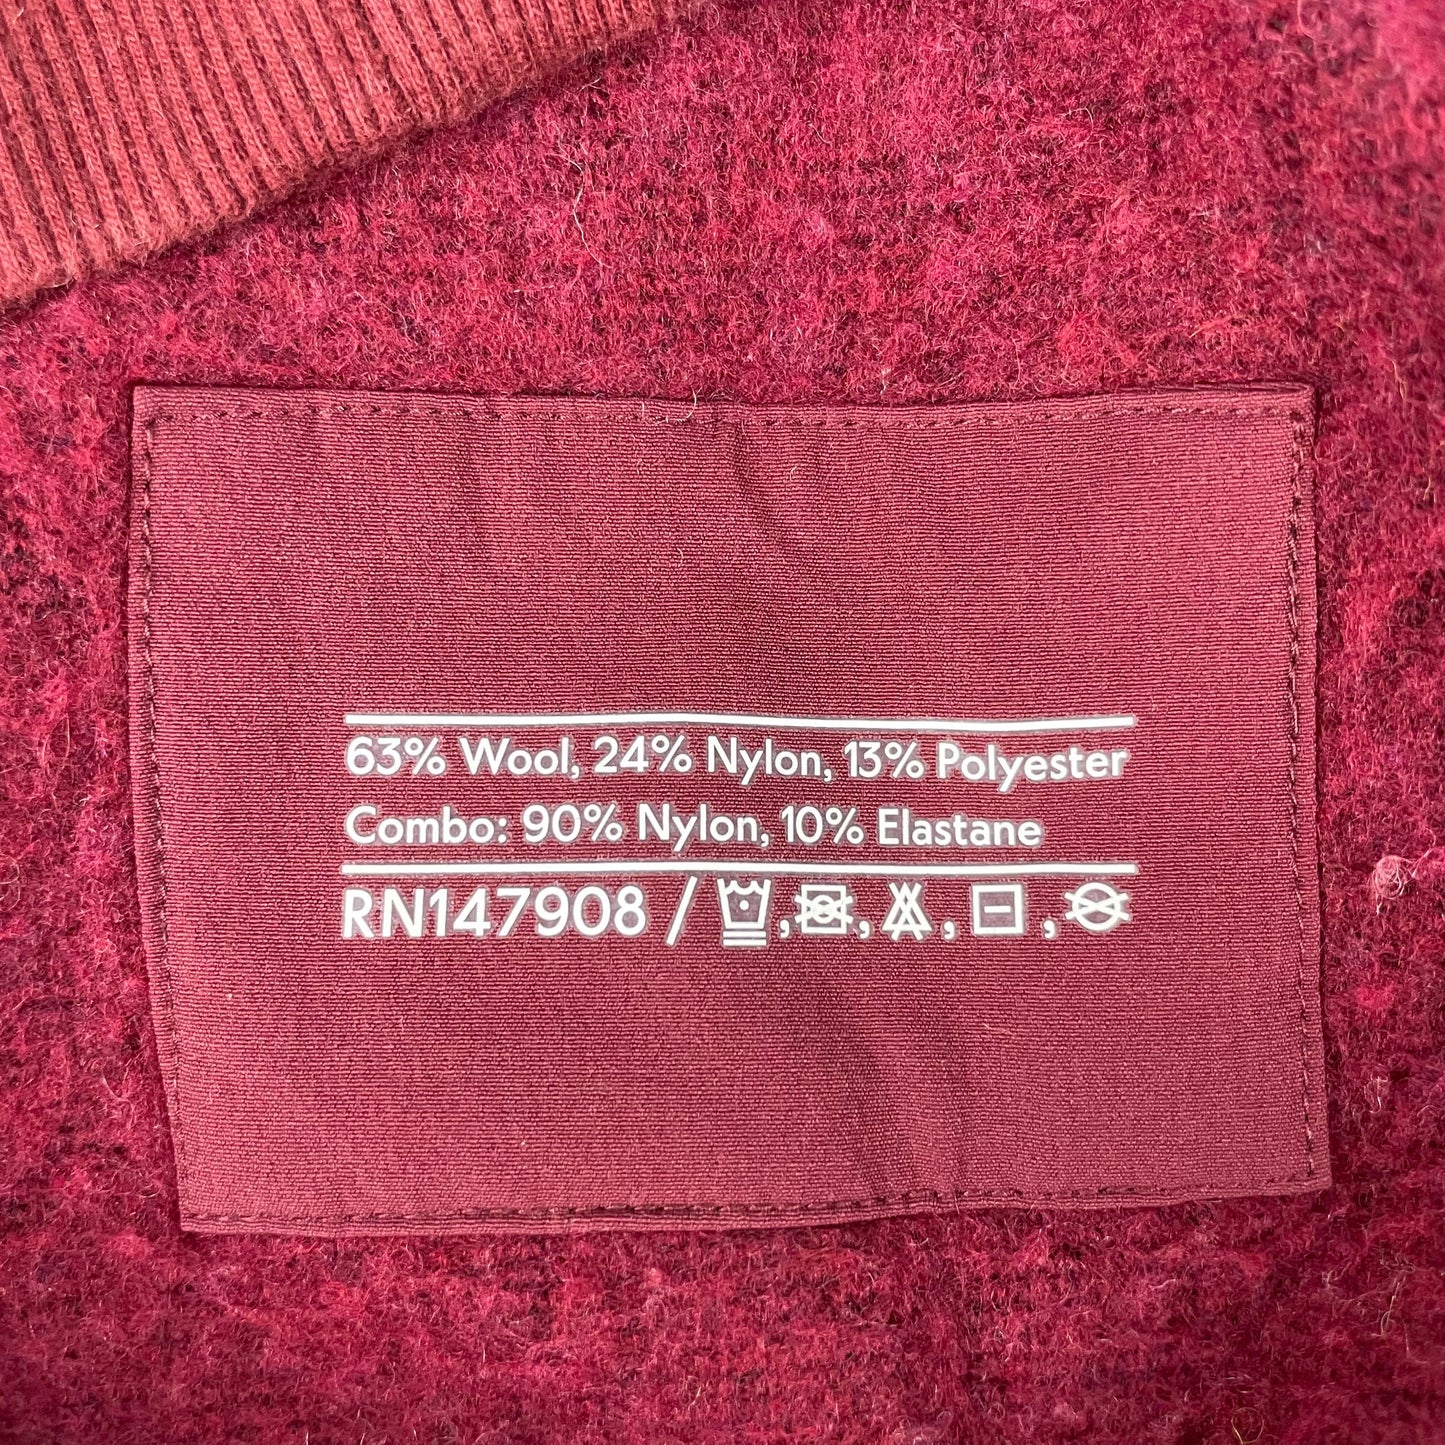 63% Wool, 24% Nylon, 13% Polyester
Combo: 90% Nylon, 10% Elastane
RN147908 / , , , ,